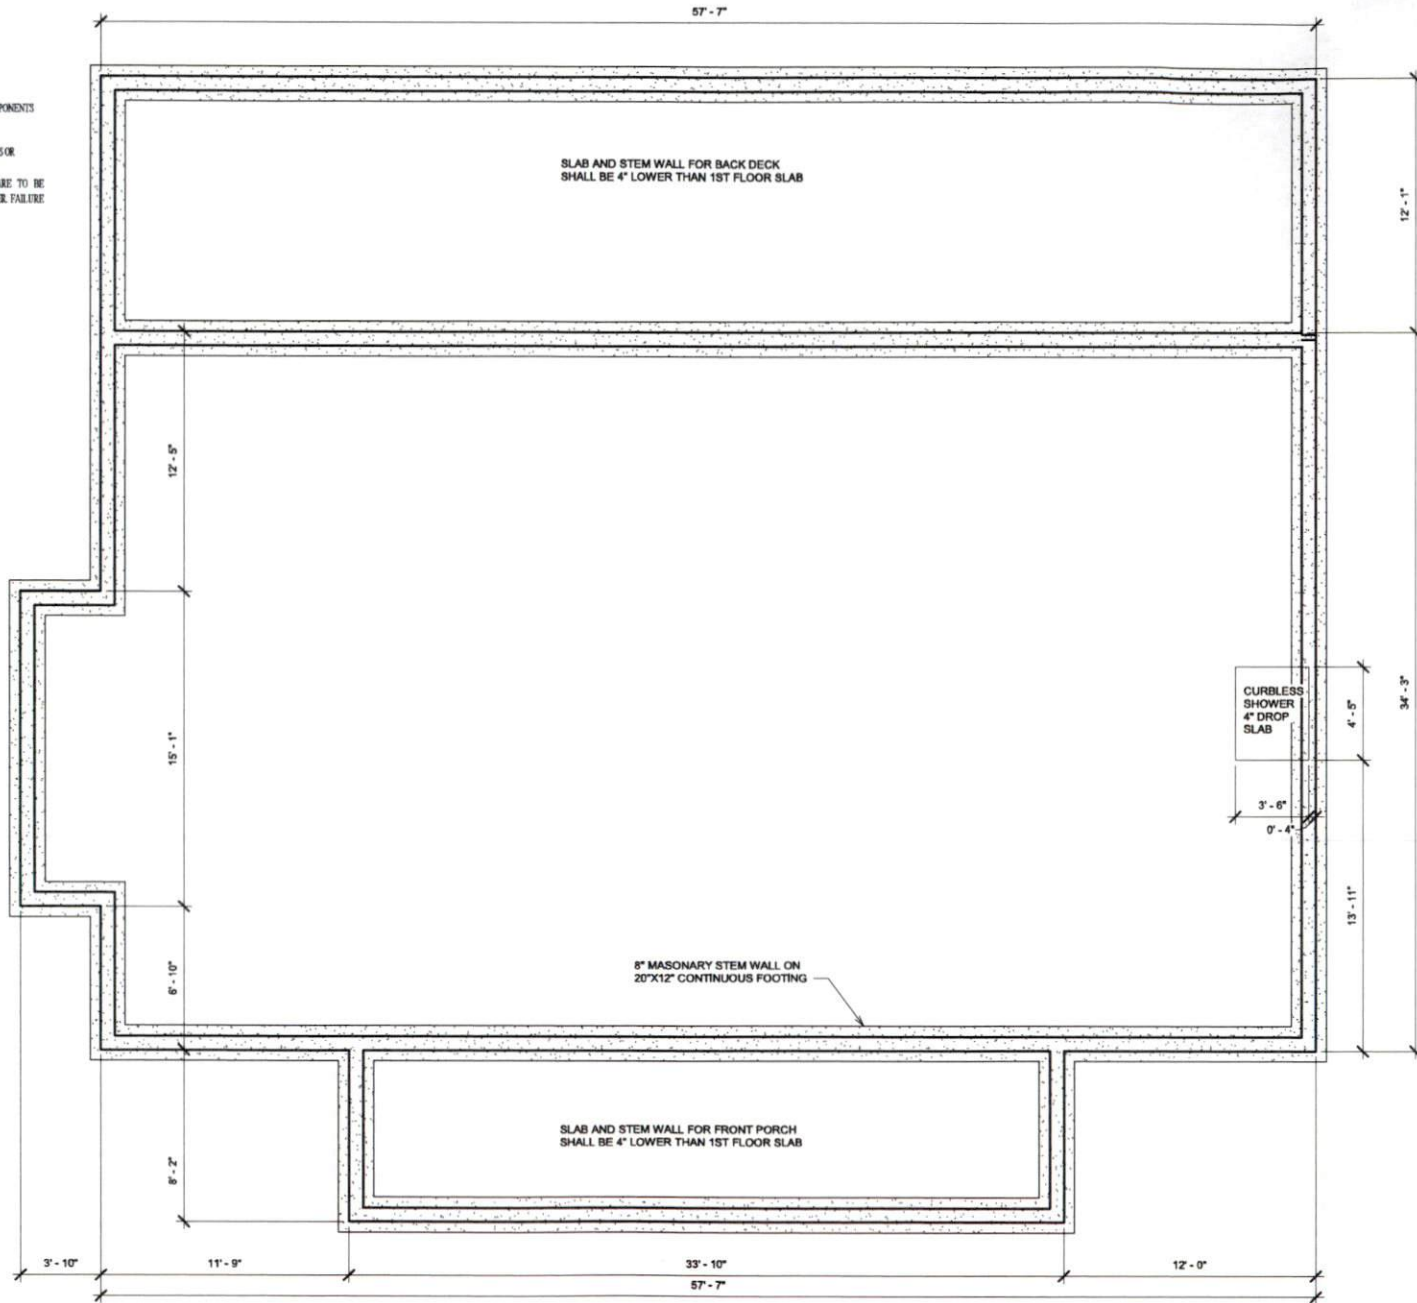 57' - 7"
PONENTS
SOR
RE TO BE
R FAILURE
SLAB AND STEM WALL FOR BACK DECK
SHALL BE 4" LOWER THAN 1ST FLOOR SLAB
12' - 1"
12' - 5"
15' - 1"
CURBLESS
SHOWER
4" DROP
SLAB
4' - 5"
34' - 3"
3' - 6"
0' - 4"
13' - 11"
6' - 10"
8" MASONARY STEM WALL ON
20"X12" CONTINUOUS FOOTING
SLAB AND STEM WALL FOR FRONT PORCH
SHALL BE 4" LOWER THAN 1ST FLOOR SLAB
8' - 2"
3' - 10"
11' - 9"
33' - 10"
12' - 0"
57' - 7"